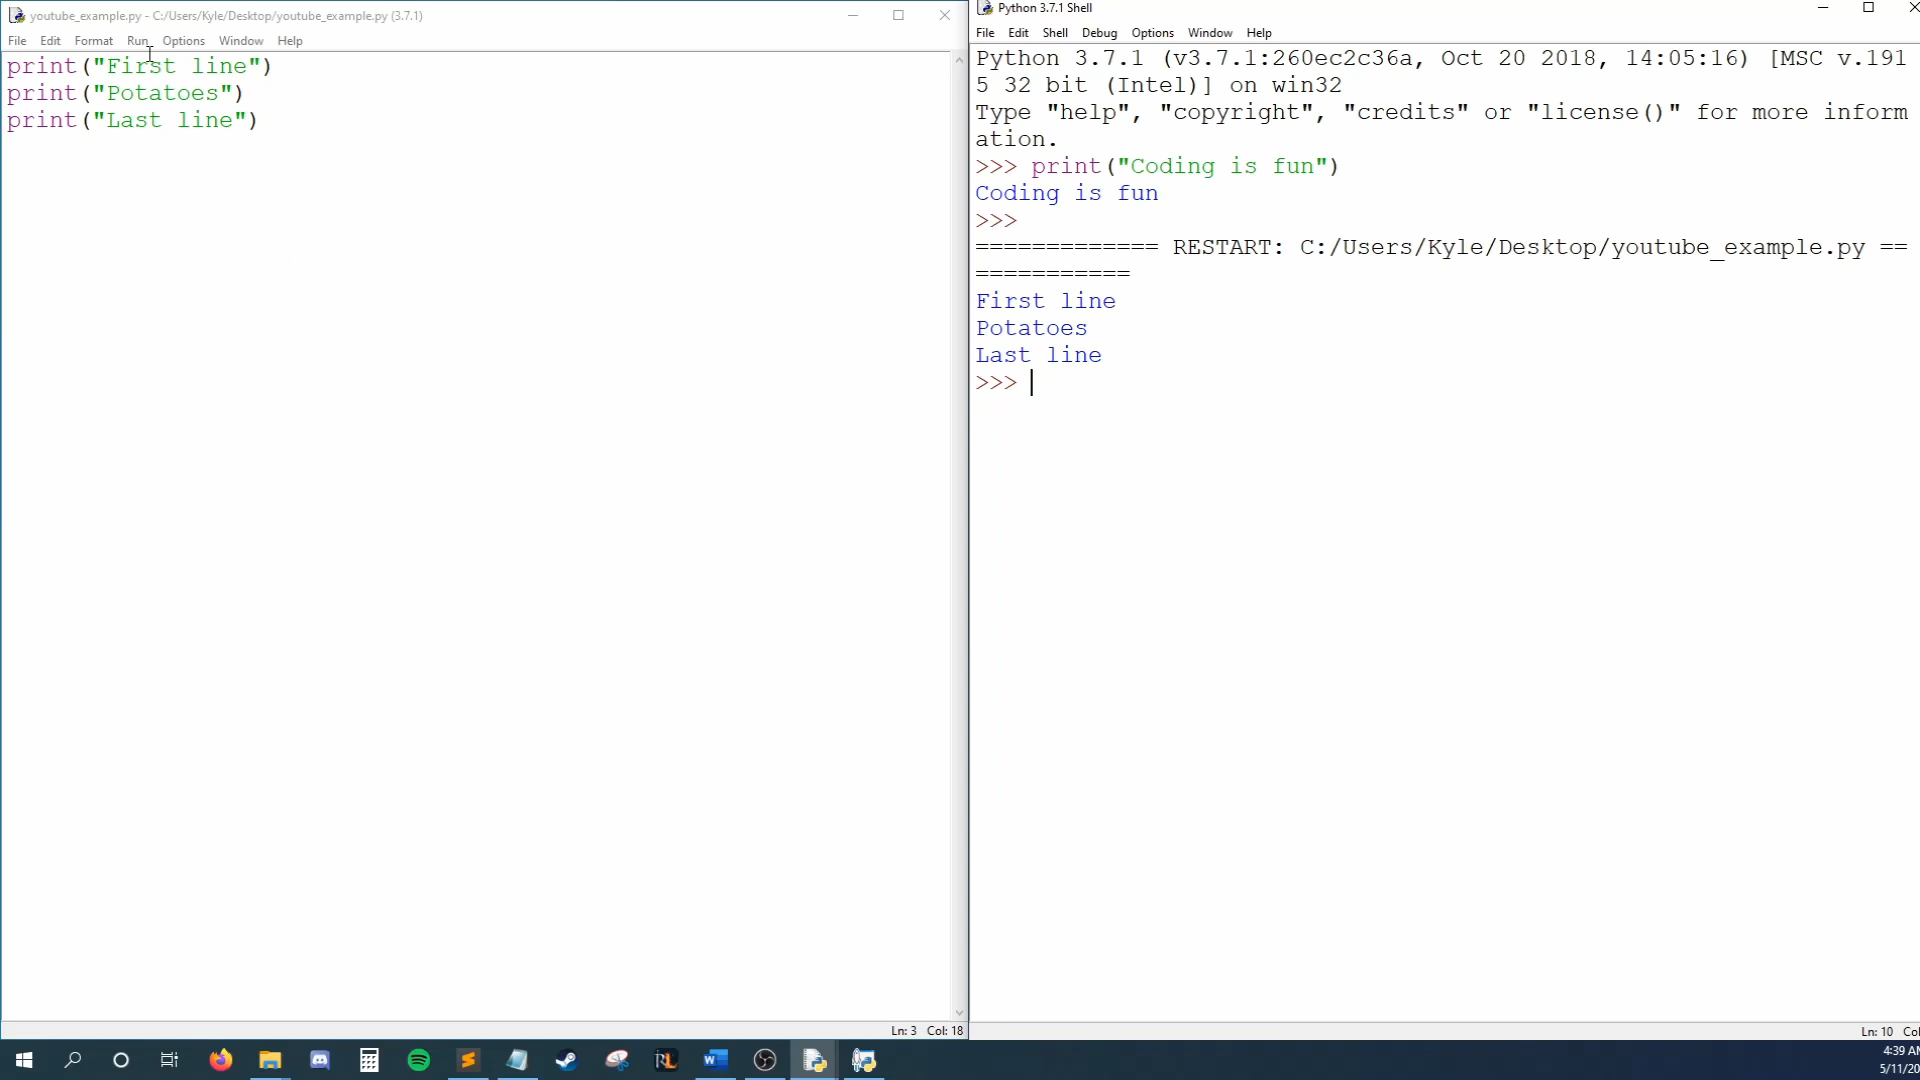 youtube_example.py - C:/Users/Kyle/Desktop/youtube_example.py (3.7.1)
File Edit Format Run Options Window Help
print("First line")
print("Potatoes")
print("Last line")
Ln: 3 Col: 18
Python 3.7.1 Shell
File Edit Shell Debug Options Window Help
Python 3.7.1 (v3.7.1:260ec2c36a, Oct 20 2018, 14:05:16) [MSC v.191
5 32 bit (Intel)] on win32
Type "help", "copyright", "credits" or "license()" for more inform
ation.
>>> print("Coding is fun")
Coding is fun
>>>
============= RESTART: C:/Users/Kyle/Desktop/youtube_example.py ==
===========
First line
Potatoes
Last line
>>>
Ln: 10 Co
RL
W
4:39 A
5/11/20